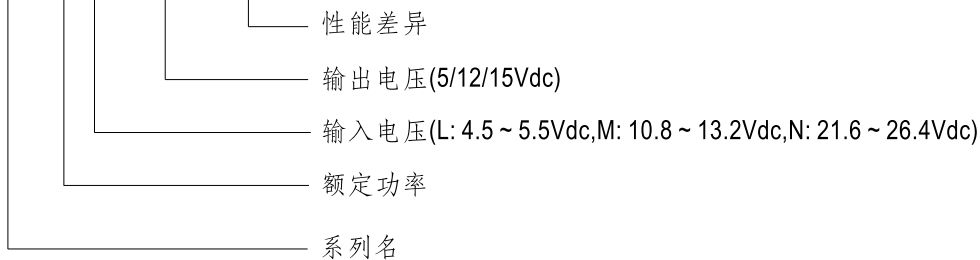 性能差异
输出电压(5/12/15Vdc)
输入电压(L: 4.5 ~ 5.5Vdc,M: 10.8 ~ 13.2Vdc,N: 21.6 ~ 26.4Vdc)
额定功率
系列名